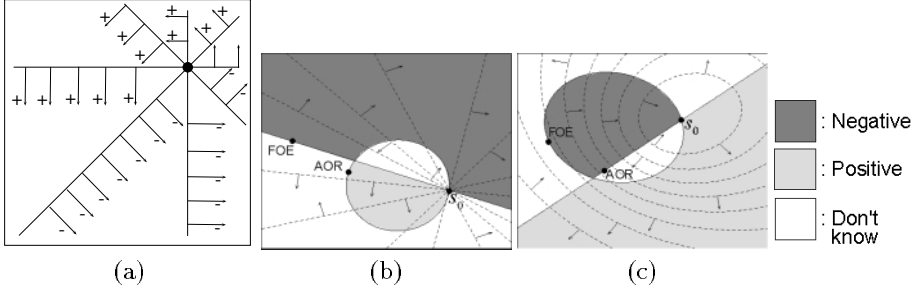 + + +
+ + +
+ +
+ + + + -
- - -
- - -
- - -
- -
FOE
AOR
S0
FOE
S0
AOR
: Negative
: Positive
: Don't
know
(a) (b) (c)